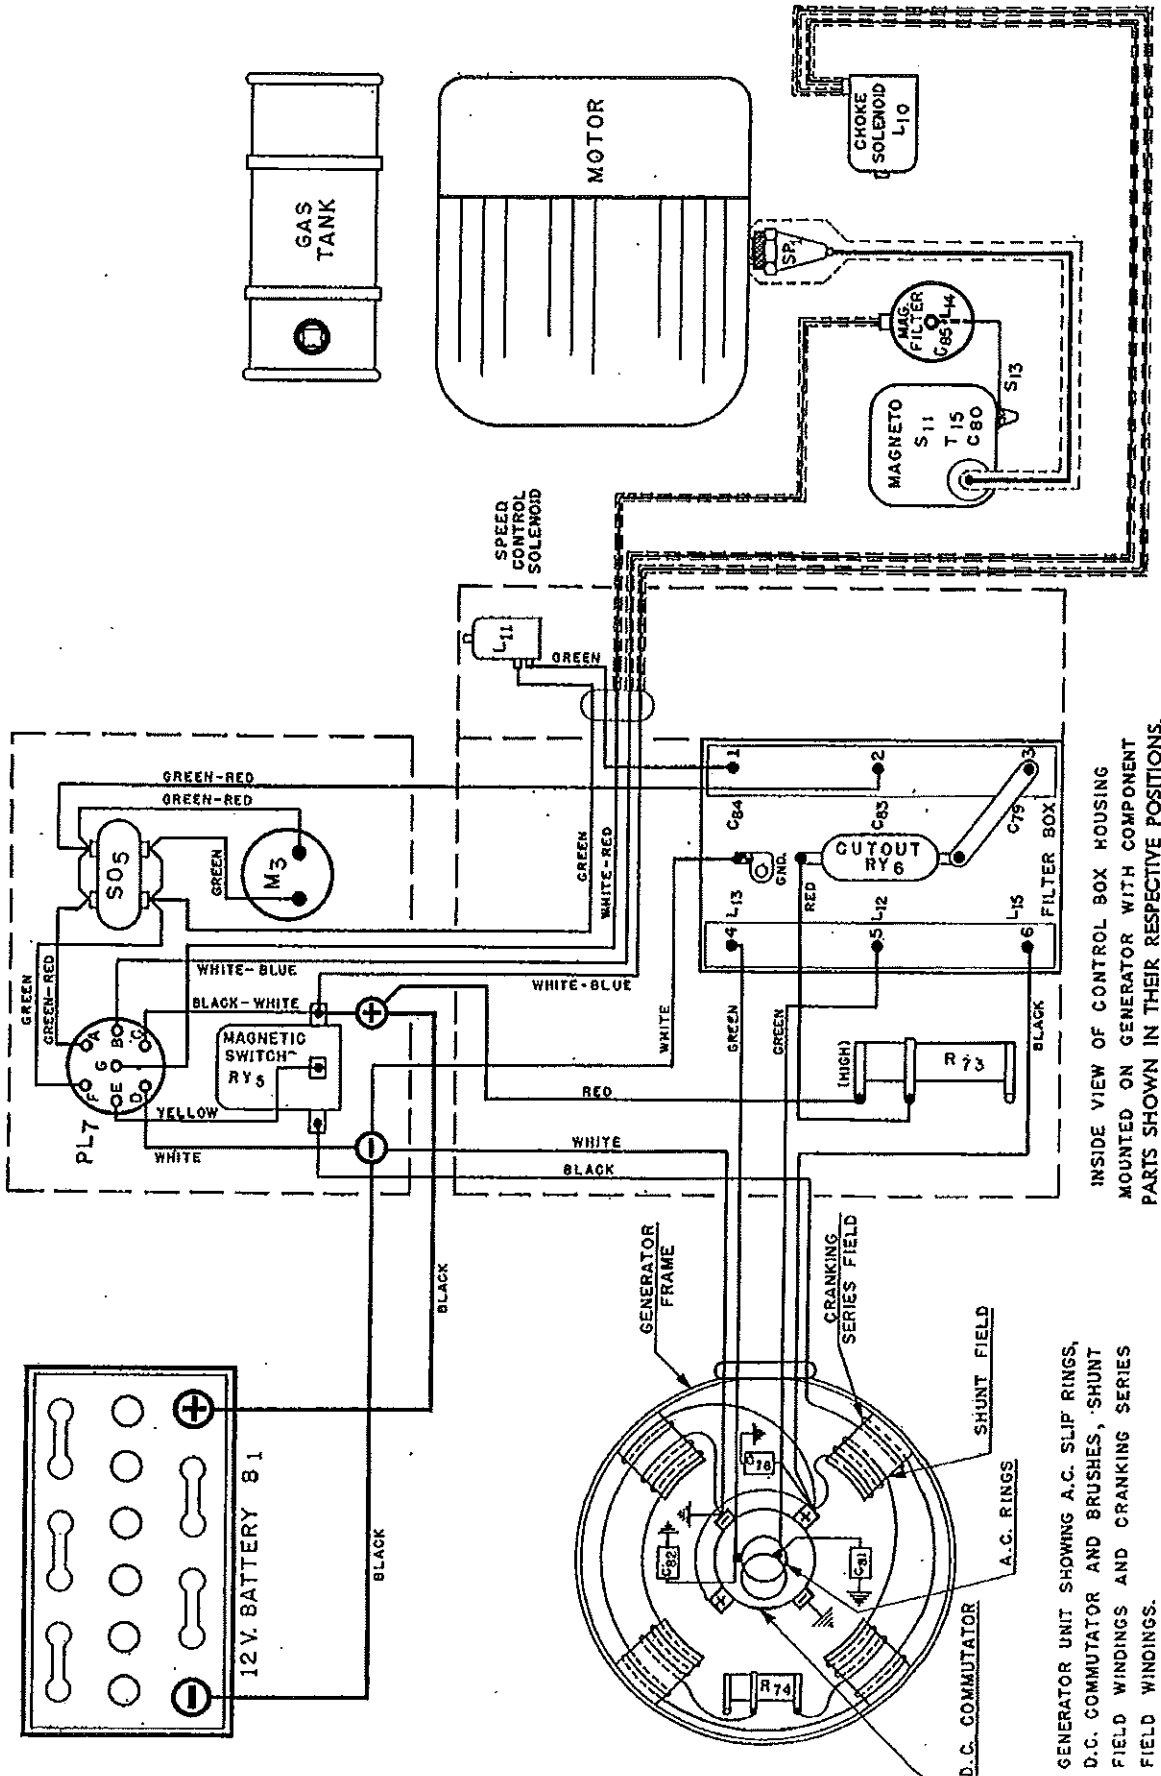 GAS
TANK
MOTOR
CHOKE
SOLENOID
L10
SP1
MAG.
FILTER
C85 L14
MAGNETO
S11
T15
C80
S13
SPEED
CONTROL
SOLENOID
L11
GREEN
GREEN-RED
GREEN-RED
SO5
M3
GREEN
GREEN
WHITE-RED
GREEN
GREEN-RED
WHITE-BLUE
BLACK-WHITE
WHITE-BLUE
A
B
C
G
F
E
D
PL7
MAGNETIC
SWITCH
RY5
YELLOW
WHITE
+
−
RED
WHITE
BLACK
WHITE
GREEN
GREEN
BLACK
1
2
3
C84
C83
C79
GND.
CUTOUT
RY6
RED
L13
L12
L15
4
5
6
FILTER BOX
(HIGH)
R73
INSIDE VIEW OF CONTROL BOX HOUSING
MOUNTED ON GENERATOR WITH COMPONENT
PARTS SHOWN IN THEIR RESPECTIVE POSITIONS.
BLACK
BLACK
+
−
12 V. BATTERY B1
GENERATOR
FRAME
CRANKING
SERIES FIELD
SHUNT FIELD
A.C. RINGS
D.C. COMMUTATOR
C82
C81
R74
+
−
+
−
GENERATOR UNIT SHOWING A.C. SLIP RINGS,
D.C. COMMUTATOR AND BRUSHES, SHUNT
FIELD WINDINGS AND CRANKING SERIES
FIELD WINDINGS.